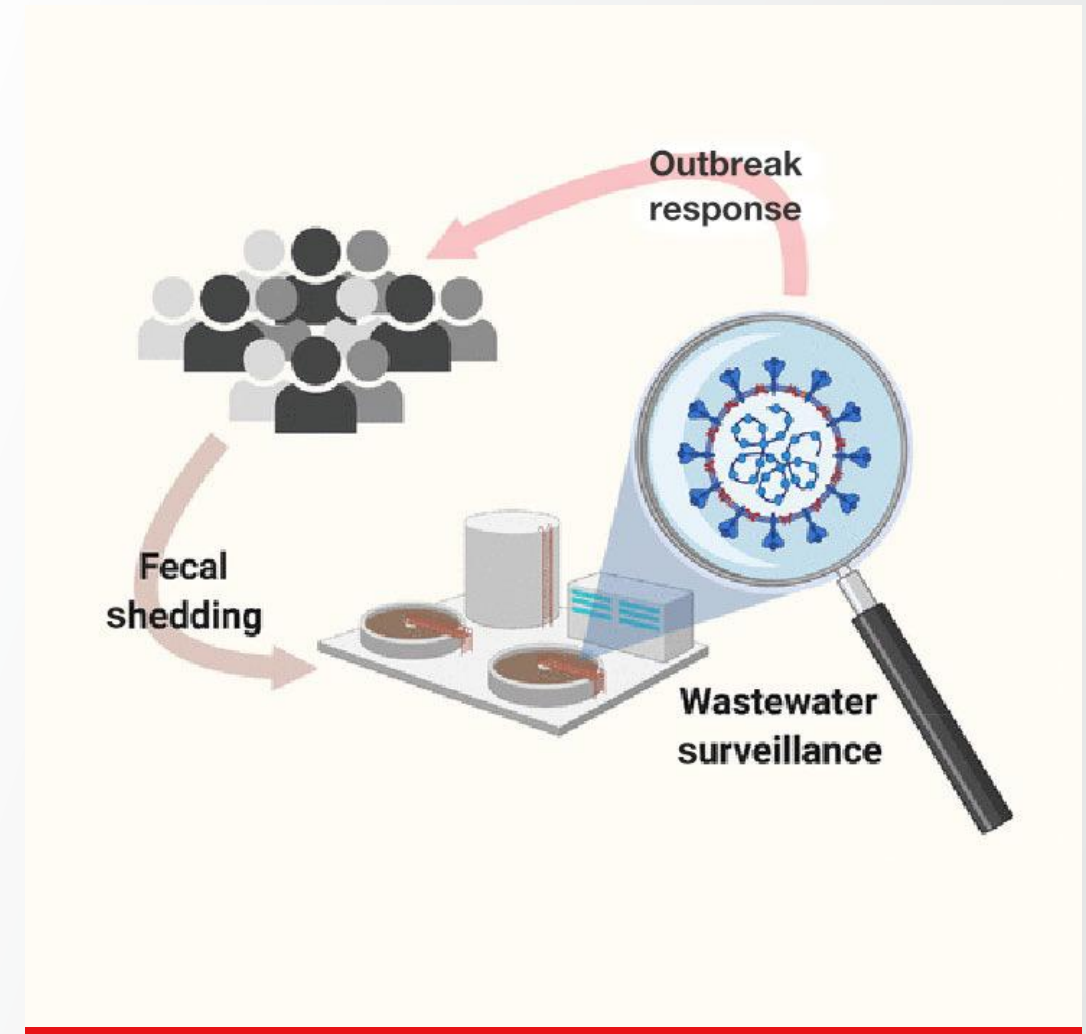 Outbreak
response
Fecal
shedding
Wastewater
surveillance